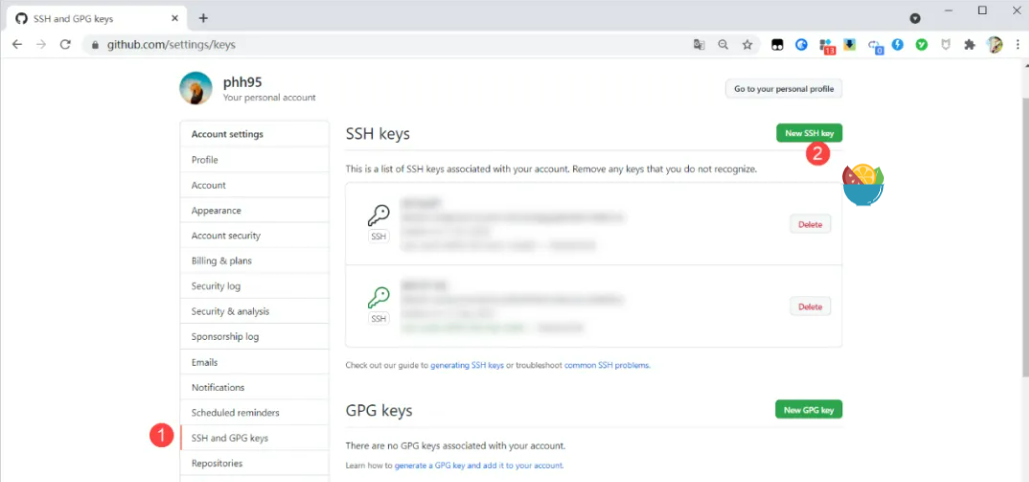 SSH and GPG keys
github.com/settings/keys
13
0
phh95
Your personal account
Go to your personal profile
Account settings
Profile
Account
Appearance
Account security
Billing & plans
Security log
Security & analysis
Sponsorship log
Emails
Notifications
Scheduled reminders
1
SSH and GPG keys
Repositories
SSH keys
New SSH key
2
This is a list of SSH keys associated with your account. Remove any keys that you do not recognize.
SSH
Delete
SSH
Delete
Check out our guide to generating SSH keys or troubleshoot common SSH problems.
GPG keys
New GPG key
There are no GPG keys associated with your account.
Learn how to generate a GPG key and add it to your account.